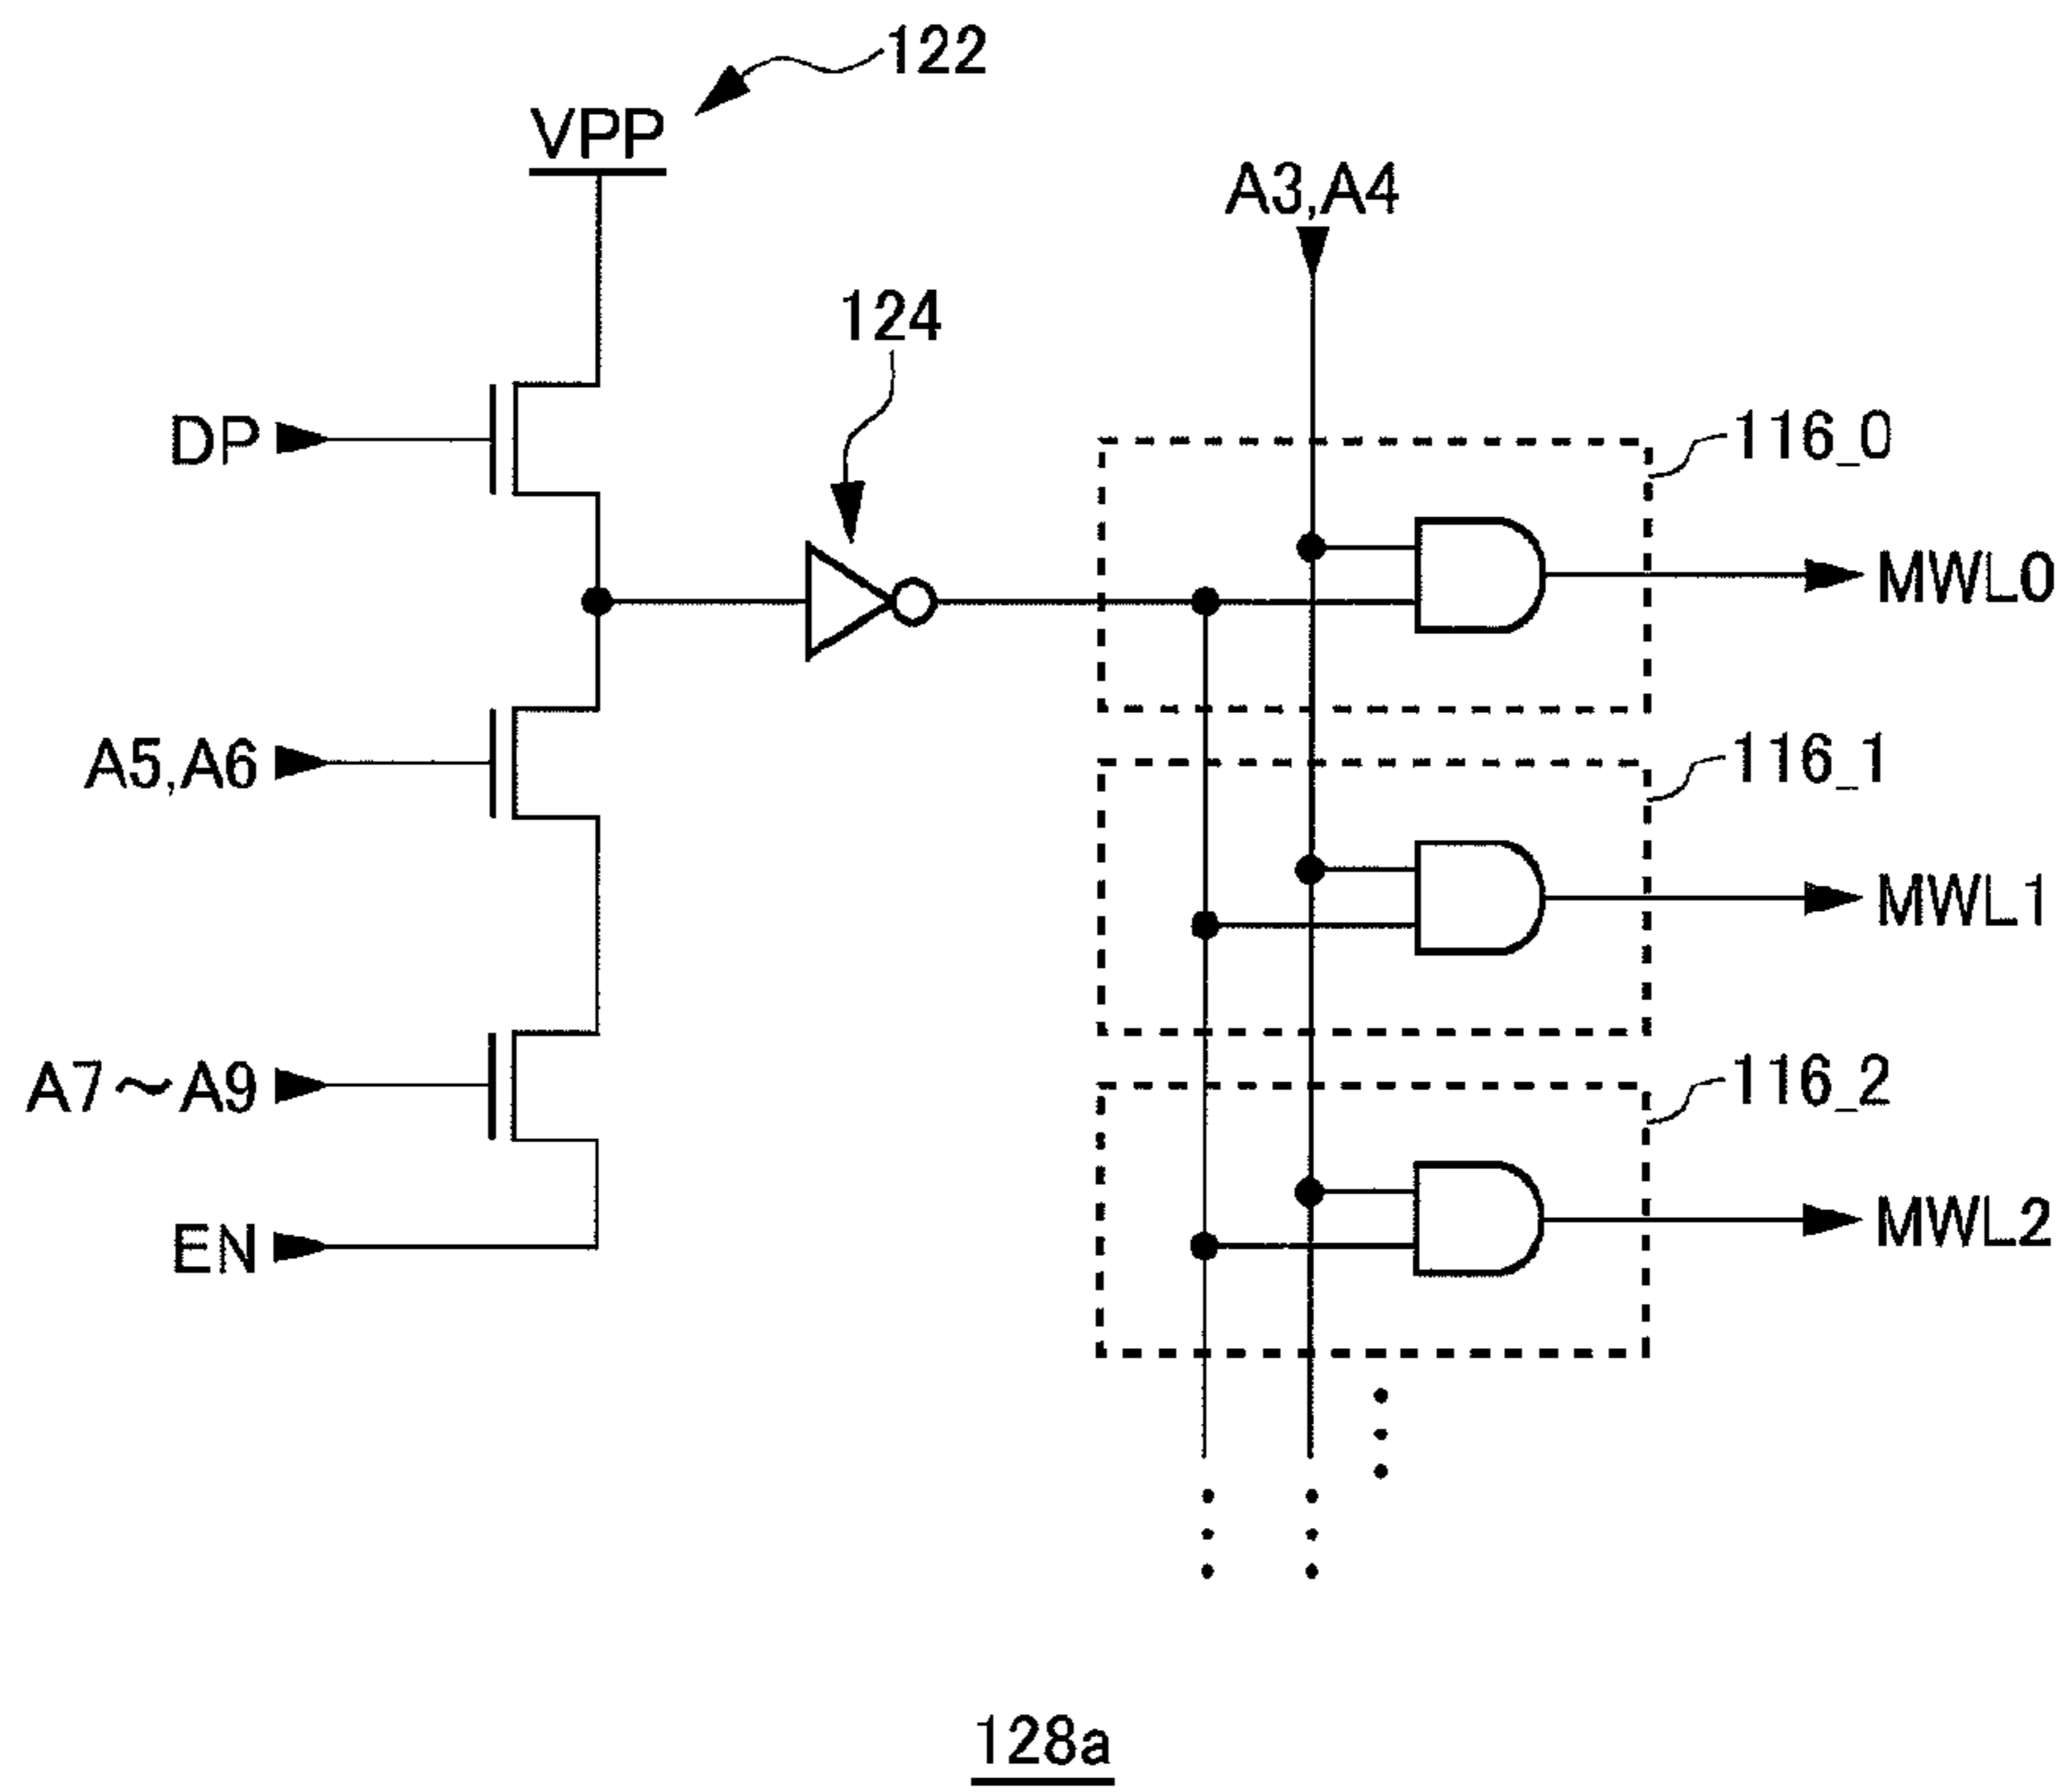 122
VPP
A3,A4
124
DP
116_0
MWL0
A5,A6
116_1
MWL1
A7～A9
116_2
EN
MWL2
128a